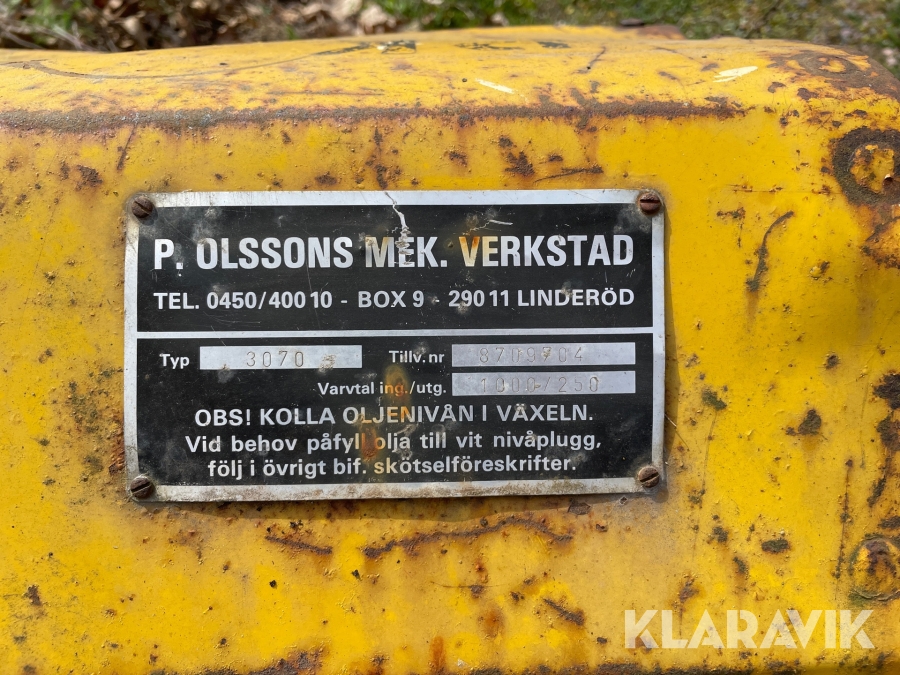 P. OLSSONS MEK. VERKSTAD
TEL. 0450/400 10 - BOX 9 - 290 11 LINDERÖD
Typ 3070 Tillv.nr 8709704
Varvtal ing./utg. 1000/250
OBS! KOLLA OLJENIVÅN I VÄXELN.
Vid behov påfyll olja till vit nivåplugg,
följ i övrigt bif. skötselföreskrifter.
KLARAVIK